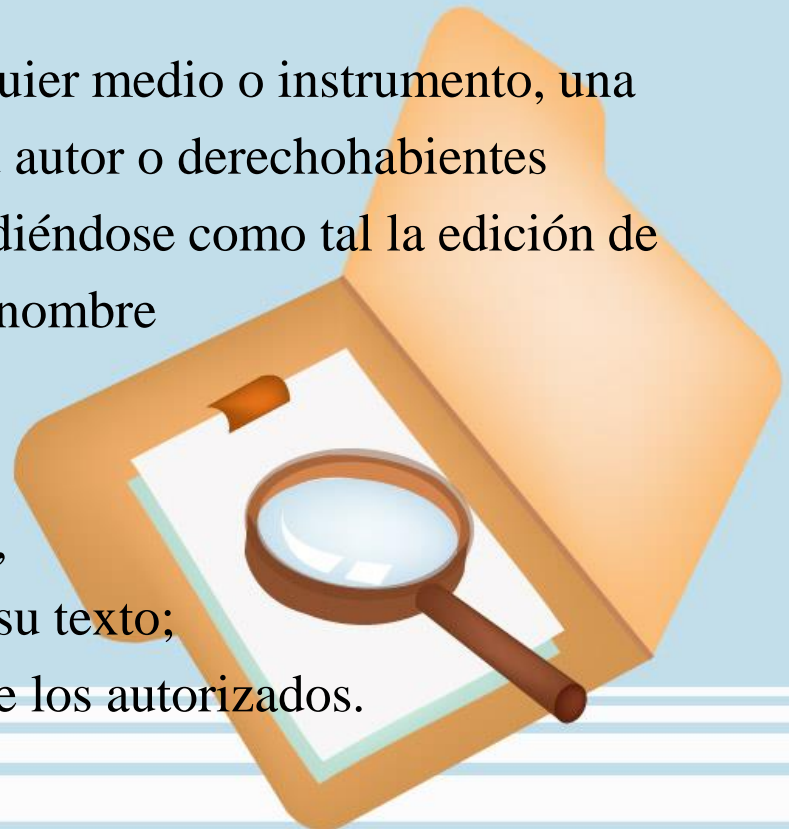 uier medio o instrumento, una
autor o derechohabientes
diéndose como tal la edición de
nombre
,
su texto;
e los autorizados.